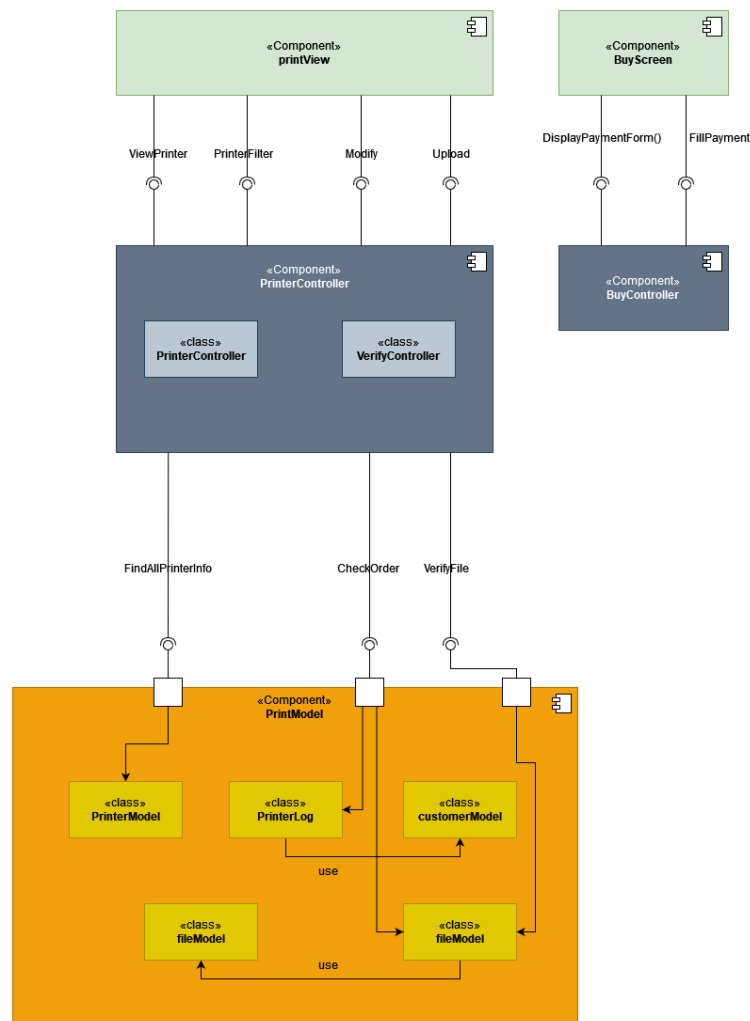 «Component»
printView
«Component»
BuyScreen
ViewPrinter
PrinterFilter
Modify
Upload
DisplayPaymentForm()
FillPayment
«Component»
PrinterController
«Component»
BuyController
«class»
PrinterController
«class»
VerifyController
FindAllPrinterInfo
CheckOrder
VerifyFile
«Component»
PrintModel
«class»
PrinterModel
«class»
PrinterLog
«class»
customerModel
use
«class»
fileModel
«class»
fileModel
use